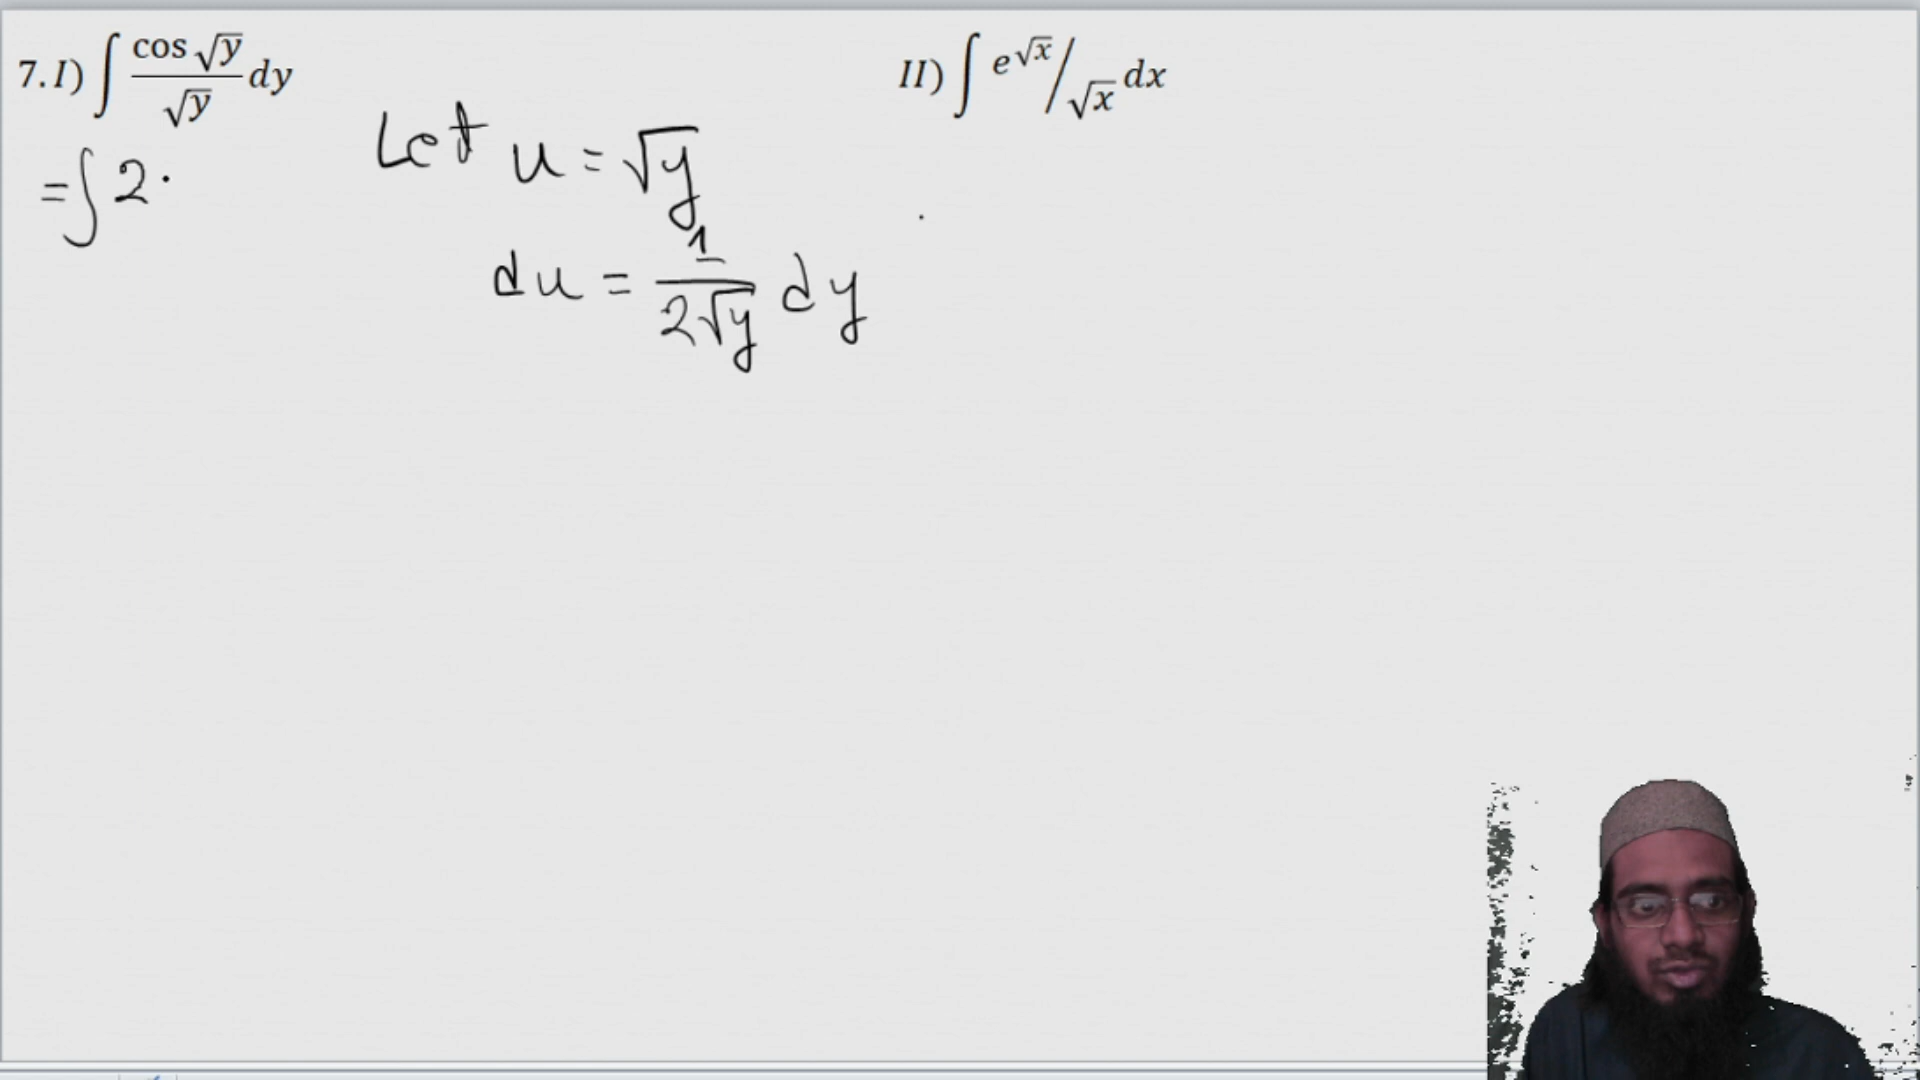 7. I) ∫ cos √y / √y dy
= ∫ 2 ·
Let u = √y
du = 1 / 2√y dy
II) ∫ e^√x / √x dx